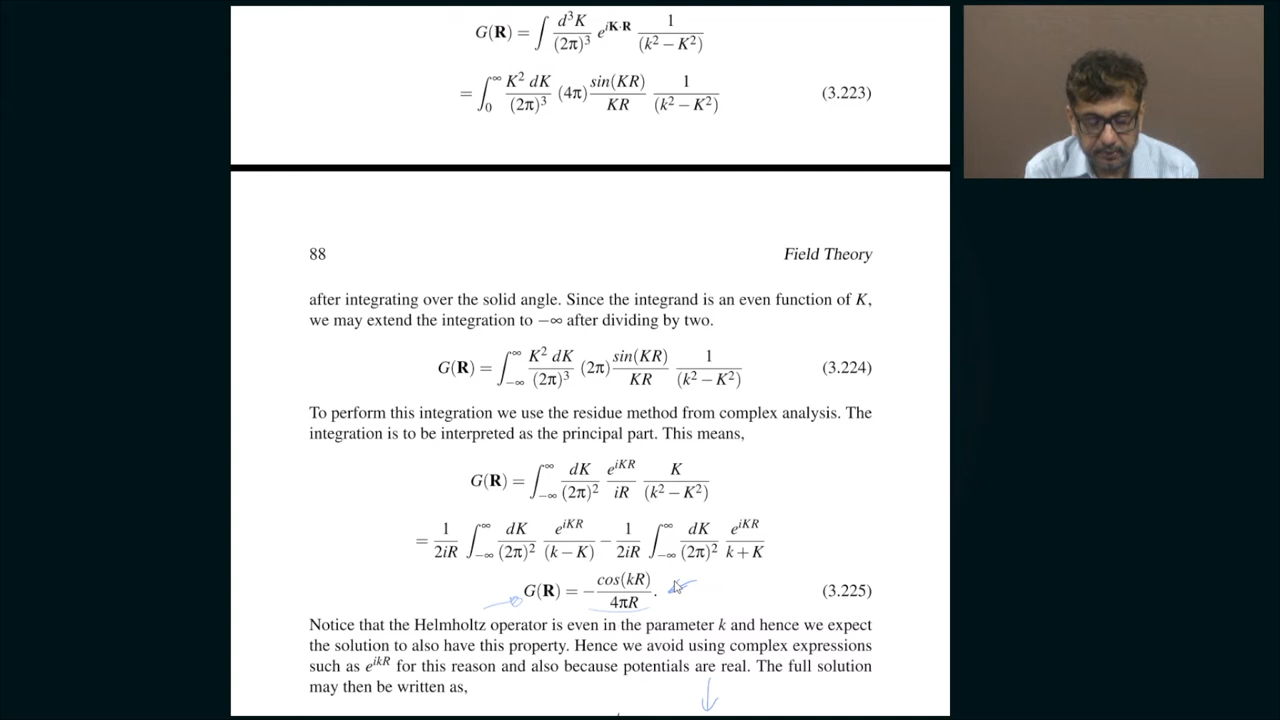 G(R) = ∫ d³K/(2π)³ e^{iK·R} 1/(k² − K²)
= ∫₀^∞ K² dK/(2π)³ (4π) sin(KR)/KR 1/(k² − K²) (3.223)
88 Field Theory
after integrating over the solid angle. Since the integrand is an even function of K,
we may extend the integration to −∞ after dividing by two.
G(R) = ∫_{−∞}^{∞} K² dK/(2π)³ (2π) sin(KR)/KR 1/(k² − K²) (3.224)
To perform this integration we use the residue method from complex analysis. The
integration is to be interpreted as the principal part. This means,
G(R) = ∫_{−∞}^{∞} dK/(2π)² e^{iKR}/iR K/(k² − K²)
= 1/2iR ∫_{−∞}^{∞} dK/(2π)² e^{iKR}/(k − K) − 1/2iR ∫_{−∞}^{∞} dK/(2π)² e^{iKR}/k + K
G(R) = − cos(kR)/4πR . (3.225)
Notice that the Helmholtz operator is even in the parameter k and hence we expect
the solution to also have this property. Hence we avoid using complex expressions
such as e^{ikR} for this reason and also because potentials are real. The full solution
may then be written as,